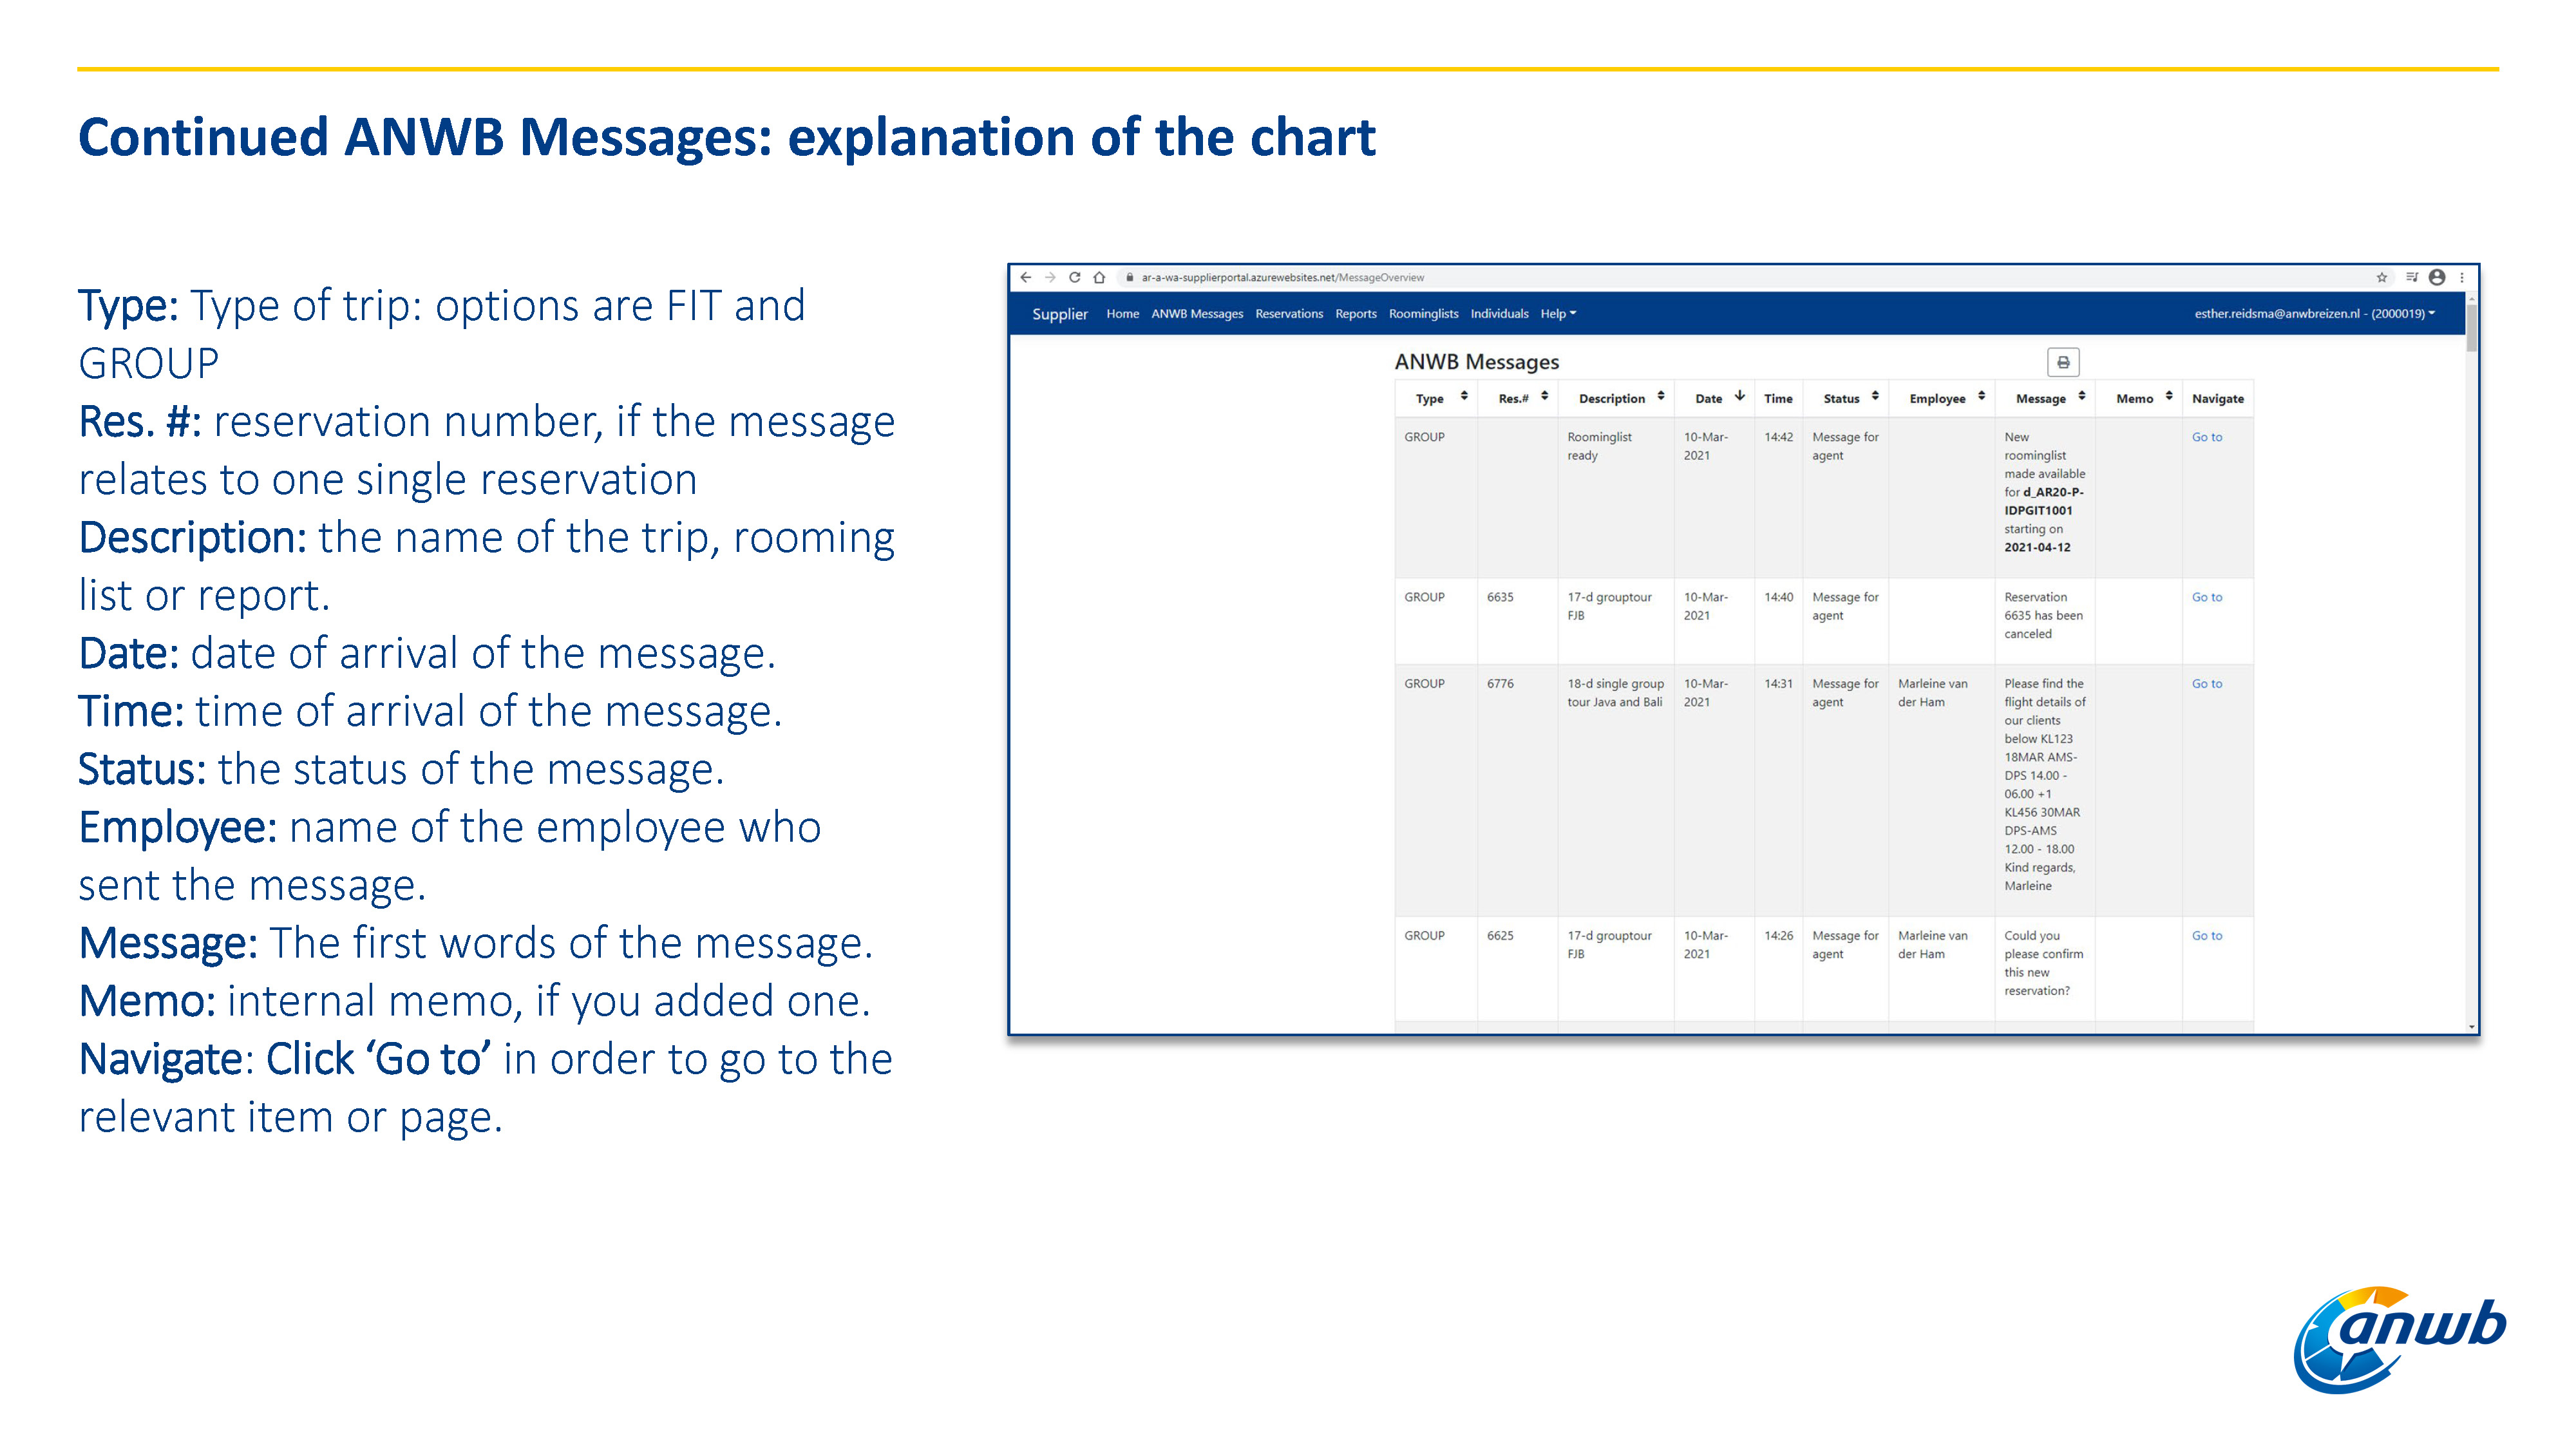 Continued ANWB Messages: explanation of the chart
Type: Type of trip: options are FIT and
GROUP
Res. #: reservation number, if the message
relates to one single reservation
Description: the name of the trip, rooming
list or report.
Date: date of arrival of the message.
Time: time of arrival of the message.
Status: the status of the message.
Employee: name of the employee who
sent the message.
Message: The first words of the message.
Memo: internal memo, if you added one.
Navigate: Click ‘Go to’ in order to go to the
relevant item or page.
ar-a-wa-supplierportal.azurewebsites.net/MessageOverview
Supplier Home ANWB Messages Reservations Reports Roominglists Individuals Help esther.reidsma@anwbreizen.nl - (2000019)
ANWB Messages
Type Res.# Description Date Time Status Employee Message Memo Navigate
GROUP Roominglist 10-Mar- 14:42 Message for New Go to
ready 2021 agent roominglist
made available
for d_AR20-P-
IDPGIT1001
starting on
2021-04-12
GROUP 6635 17-d grouptour 10-Mar- 14:40 Message for Reservation Go to
FJB 2021 agent 6635 has been
canceled
GROUP 6776 18-d single group 10-Mar- 14:31 Message for Marleine van Please find the Go to
tour Java and Bali 2021 agent der Ham flight details of
our clients
below KL123
18MAR AMS-
DPS 14.00 -
06.00 +1
KL456 30MAR
DPS-AMS
12.00 - 18.00
Kind regards,
Marleine
GROUP 6625 17-d grouptour 10-Mar- 14:26 Message for Marleine van Could you Go to
FJB 2021 agent der Ham please confirm
this new
reservation?
anwb